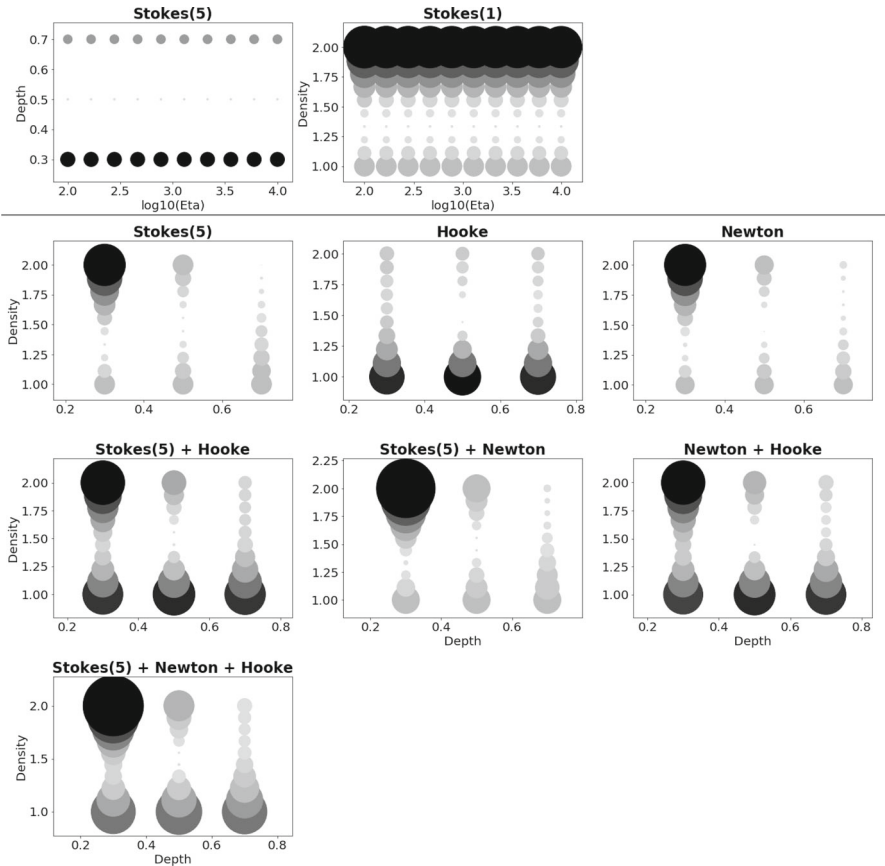 Stokes(5)
Depth
0.7
0.6
0.5
0.4
0.3
2.0 2.5 3.0 3.5 4.0
log10(Eta)
Stokes(1)
Density
2.00
1.75
1.50
1.25
1.00
2.0 2.5 3.0 3.5 4.0
log10(Eta)
Stokes(5)
Density
2.00
1.75
1.50
1.25
1.00
0.2 0.4 0.6
Hooke
2.00
1.75
1.50
1.25
1.00
0.2 0.4 0.6 0.8
Newton
2.00
1.75
1.50
1.25
1.00
0.2 0.4 0.6
Stokes(5) + Hooke
Density
2.00
1.75
1.50
1.25
1.00
0.2 0.4 0.6 0.8
Stokes(5) + Newton
2.25
2.00
1.75
1.50
1.25
1.00
0.2 0.4 0.6
Depth
Newton + Hooke
2.00
1.75
1.50
1.25
1.00
0.2 0.4 0.6 0.8
Depth
Stokes(5) + Newton + Hooke
Density
2.0
1.5
1.0
0.2 0.4 0.6 0.8
Depth